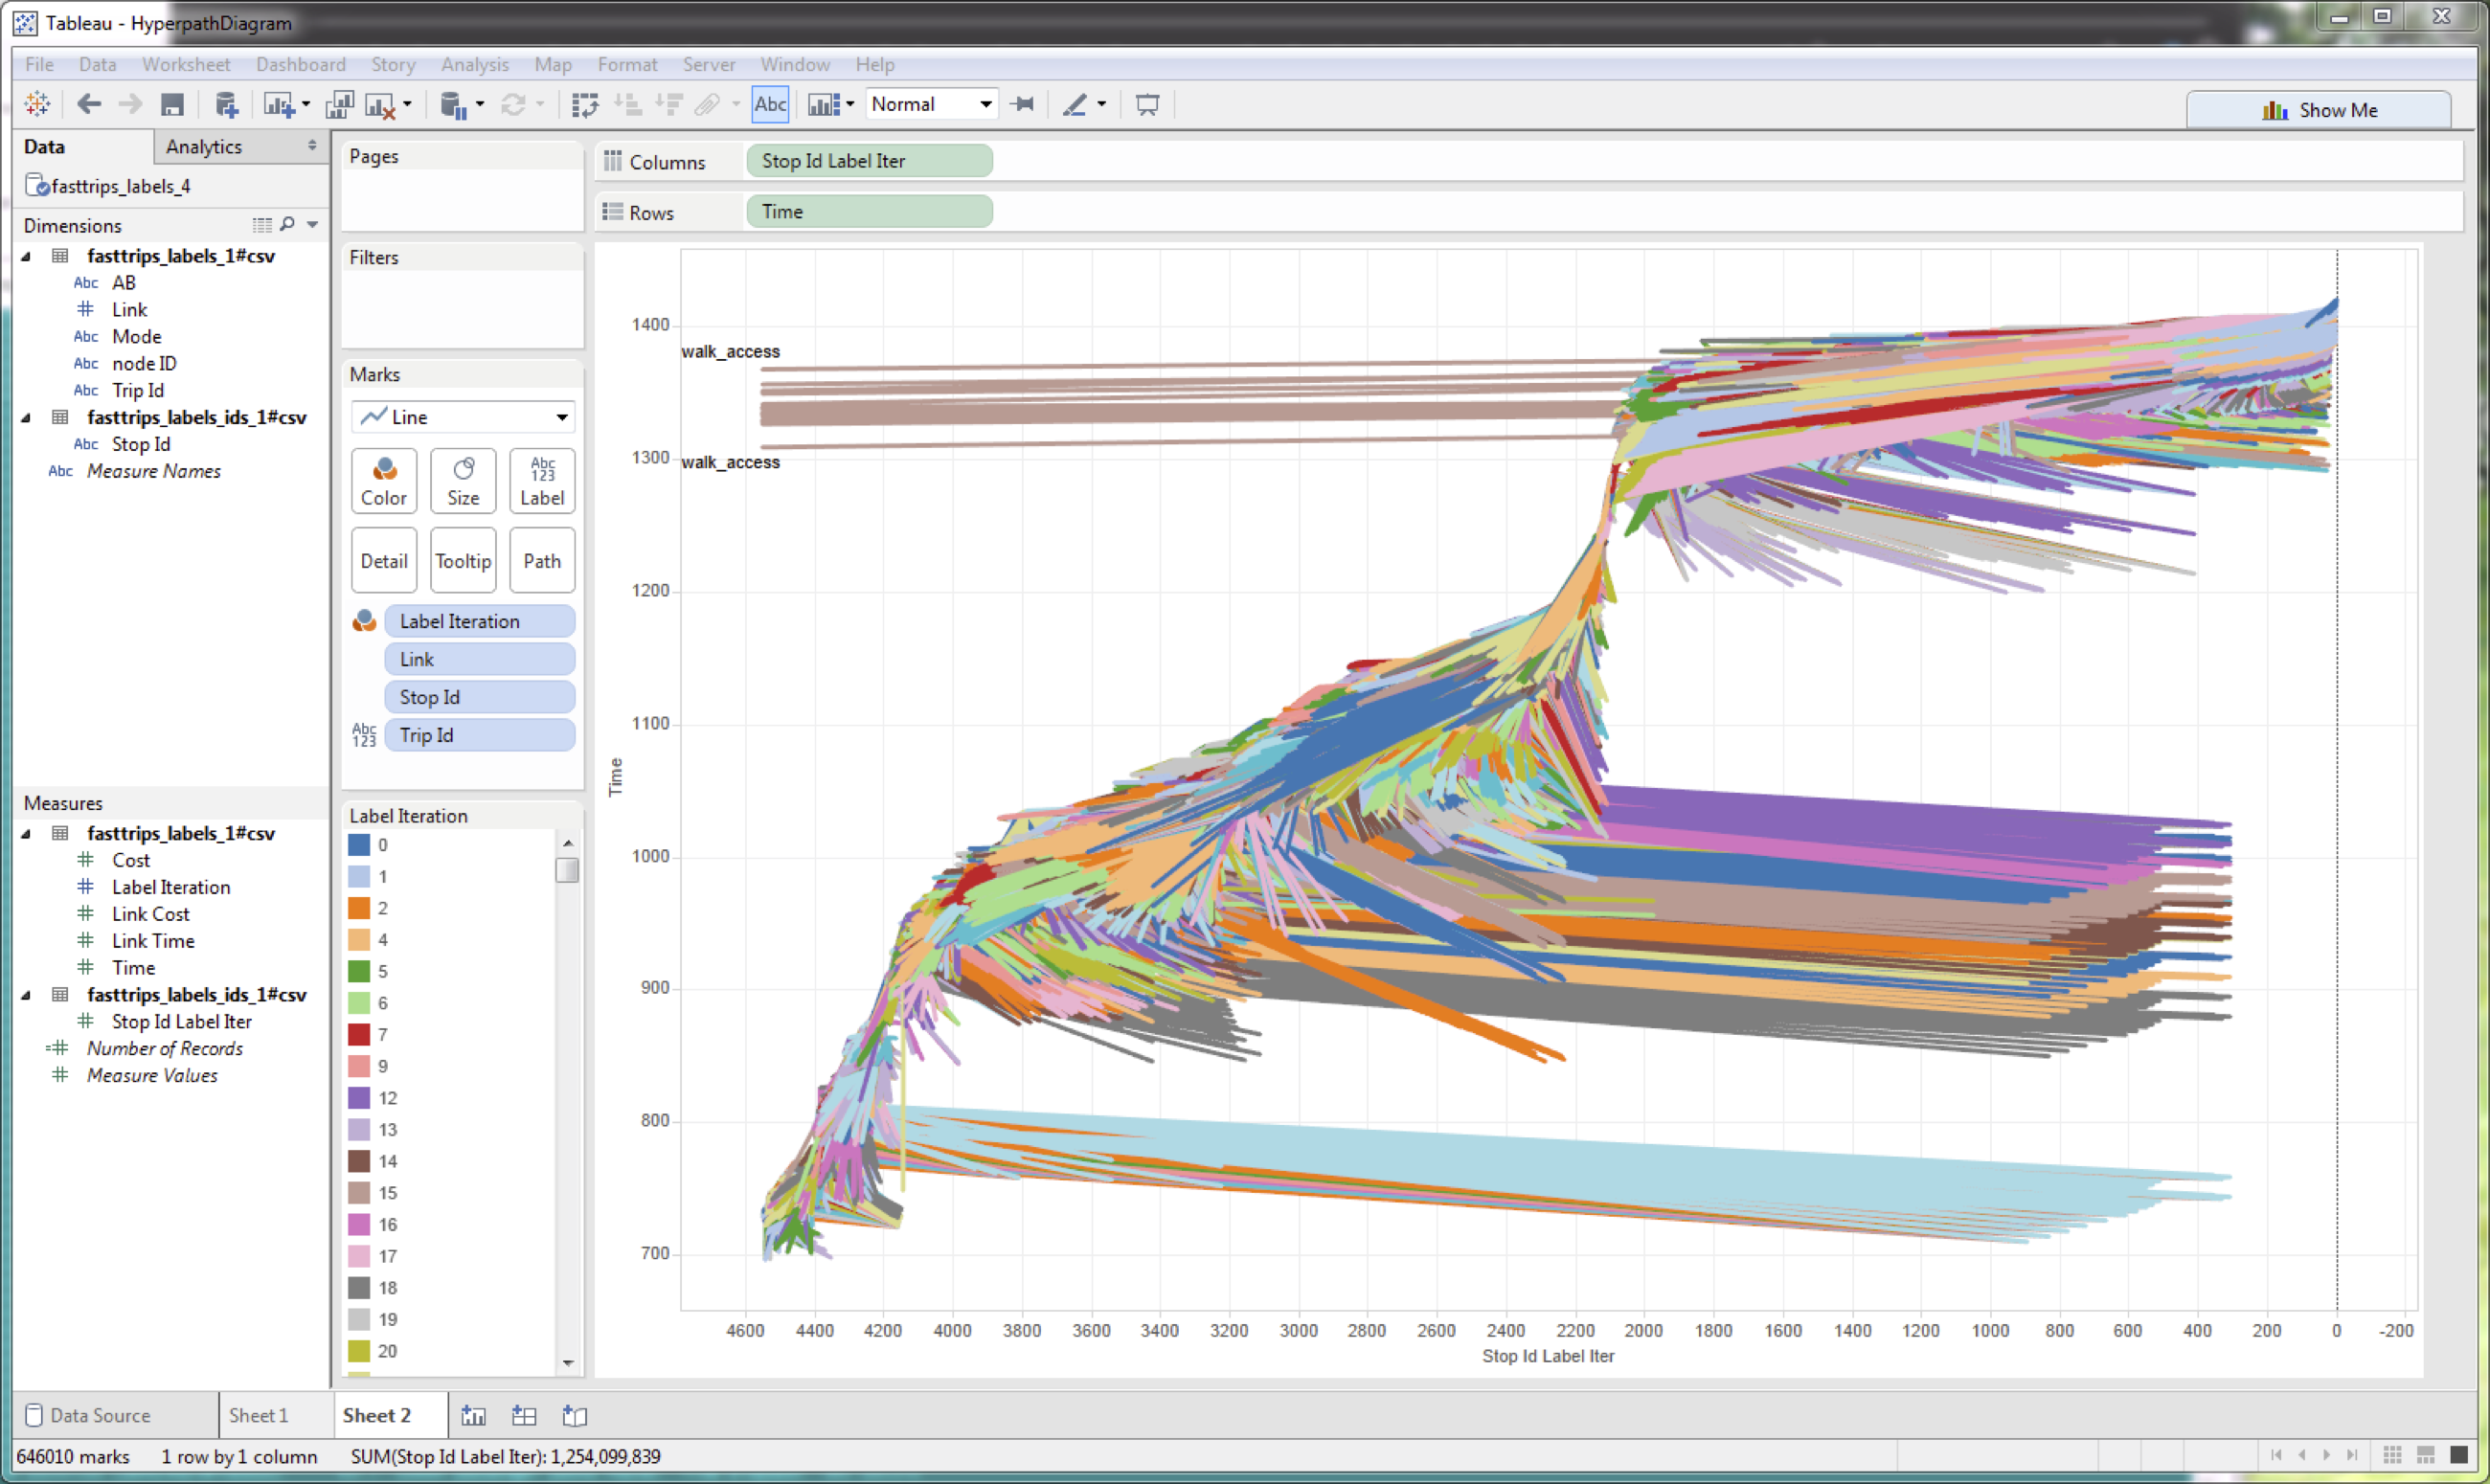 Tableau - HyperpathDiagram
File Data Worksheet Dashboard Story Analysis Map Format Server Window Help
Abc Normal Show Me
Data Analytics
fasttrips_labels_4
Dimensions
fasttrips_labels_1#csv
Abc AB
Link
Abc Mode
Abc node ID
Abc Trip Id
fasttrips_labels_ids_1#csv
Abc Stop Id
Abc Measure Names
Measures
fasttrips_labels_1#csv
Cost
Label Iteration
Link Cost
Link Time
Time
fasttrips_labels_ids_1#csv
Stop Id Label Iter
Number of Records
Measure Values
Pages
Filters
Marks
Line
Color
Size
Abc
123
Label
Detail
Tooltip
Path
Label Iteration
Link
Stop Id
Abc
123
Trip Id
Label Iteration
0
1
2
4
5
6
7
9
12
13
14
15
16
17
18
19
20
Columns Stop Id Label Iter
Rows Time
1400
walk_access
1300
walk_access
1200
1100
Time
1000
900
800
700
4600 4400 4200 4000 3800 3600 3400 3200 3000 2800 2600 2400 2200 2000 1800 1600 1400 1200 1000 800 600 400 200 0 -200
Stop Id Label Iter
Data Source Sheet 1 Sheet 2
646010 marks 1 row by 1 column SUM(Stop Id Label Iter): 1,254,099,839